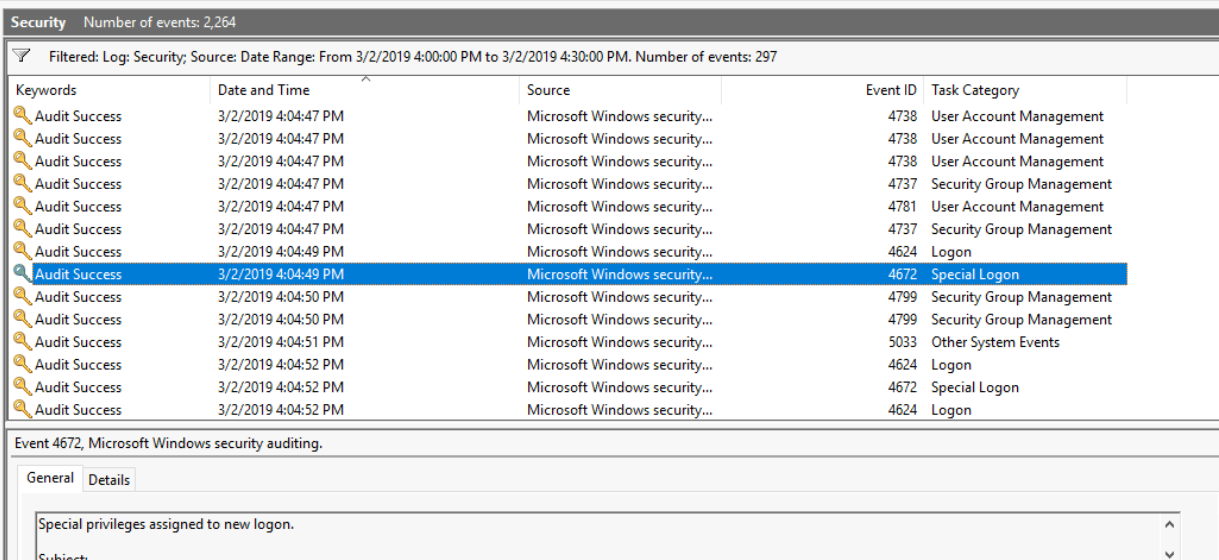 Security Number of events: 2,264
Filtered: Log: Security; Source: Date Range: From 3/2/2019 4:00:00 PM to 3/2/2019 4:30:00 PM. Number of events: 297
Keywords Date and Time Source Event ID Task Category
Audit Success 3/2/2019 4:04:47 PM Microsoft Windows security... 4738 User Account Management
Audit Success 3/2/2019 4:04:47 PM Microsoft Windows security... 4738 User Account Management
Audit Success 3/2/2019 4:04:47 PM Microsoft Windows security... 4738 User Account Management
Audit Success 3/2/2019 4:04:47 PM Microsoft Windows security... 4737 Security Group Management
Audit Success 3/2/2019 4:04:47 PM Microsoft Windows security... 4781 User Account Management
Audit Success 3/2/2019 4:04:47 PM Microsoft Windows security... 4737 Security Group Management
Audit Success 3/2/2019 4:04:49 PM Microsoft Windows security... 4624 Logon
Audit Success 3/2/2019 4:04:49 PM Microsoft Windows security... 4672 Special Logon
Audit Success 3/2/2019 4:04:50 PM Microsoft Windows security... 4799 Security Group Management
Audit Success 3/2/2019 4:04:50 PM Microsoft Windows security... 4799 Security Group Management
Audit Success 3/2/2019 4:04:51 PM Microsoft Windows security... 5033 Other System Events
Audit Success 3/2/2019 4:04:52 PM Microsoft Windows security... 4624 Logon
Audit Success 3/2/2019 4:04:52 PM Microsoft Windows security... 4672 Special Logon
Audit Success 3/2/2019 4:04:52 PM Microsoft Windows security... 4624 Logon
Event 4672, Microsoft Windows security auditing.
General Details
Special privileges assigned to new logon.
Subject: